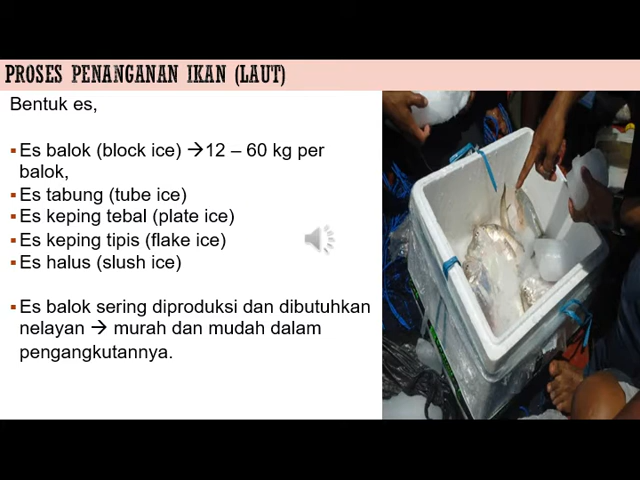 PROSES PENANGANAN IKAN (LAUT)
Bentuk es,
▪Es balok (block ice) →12 – 60 kg per
balok,
▪Es tabung (tube ice)
▪Es keping tebal (plate ice)
▪Es keping tipis (flake ice)
▪Es halus (slush ice)
▪Es balok sering diproduksi dan dibutuhkan
nelayan → murah dan mudah dalam
pengangkutannya.